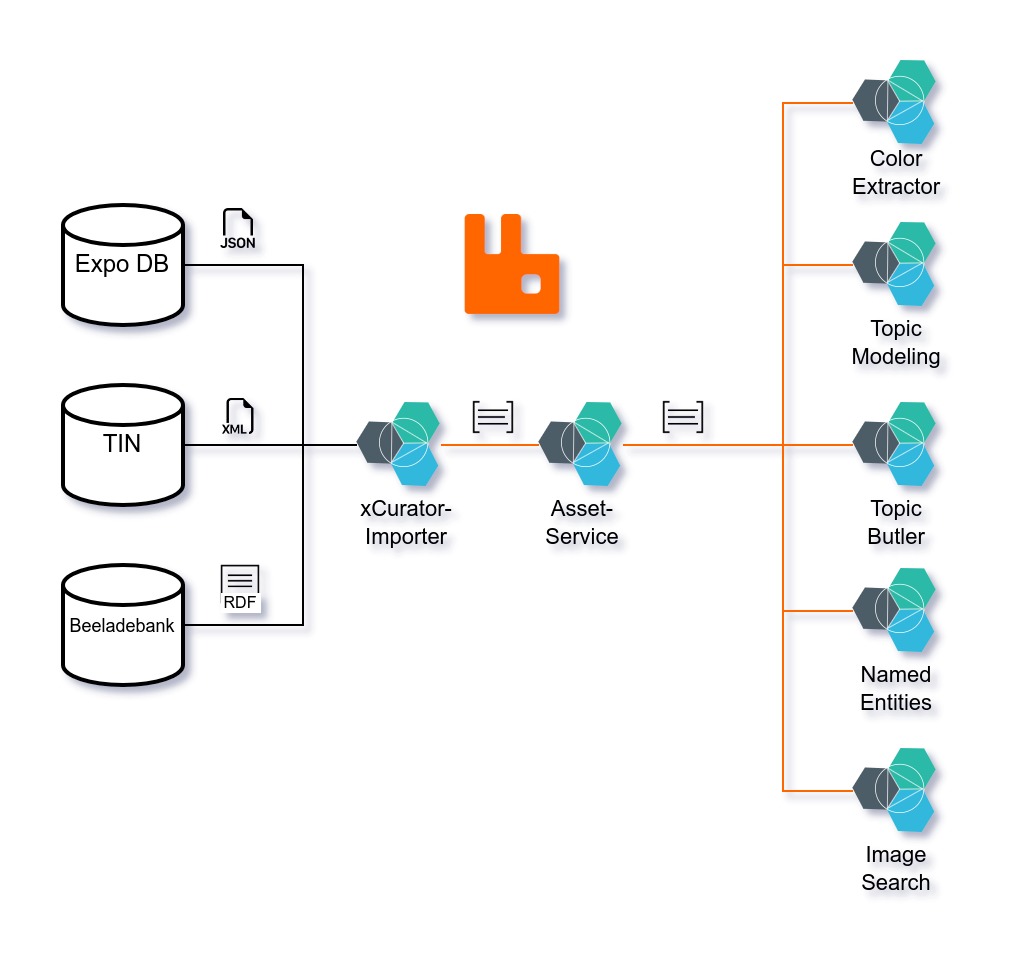 JSON
Expo DB
XML
TIN
RDF
Beeladebank
xCurator-
Importer
Asset-
Service
Color
Extractor
Topic
Modeling
Topic
Butler
Named
Entities
Image
Search